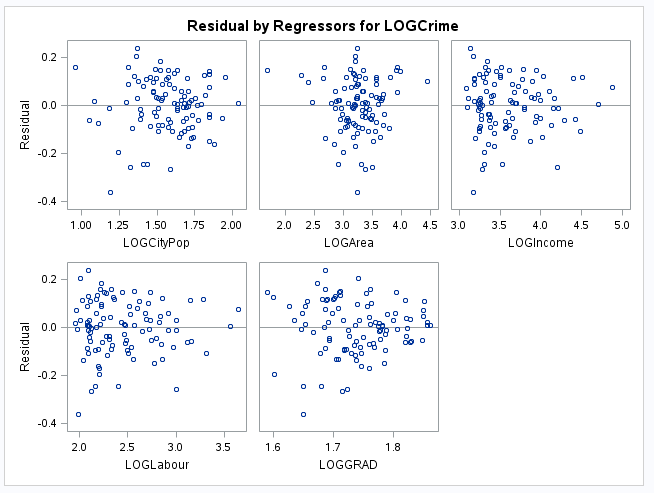 Residual by Regressors for LOGCrime
0.2
0.0
-0.2
-0.4
Residual
1.00 1.25 1.50 1.75 2.00
LOGCityPop
2.0 2.5 3.0 3.5 4.0 4.5
LOGArea
3.0 3.5 4.0 4.5 5.0
LOGIncome
0.2
0.0
-0.2
-0.4
Residual
2.0 2.5 3.0 3.5
LOGLabour
1.6 1.7 1.8
LOGGRAD